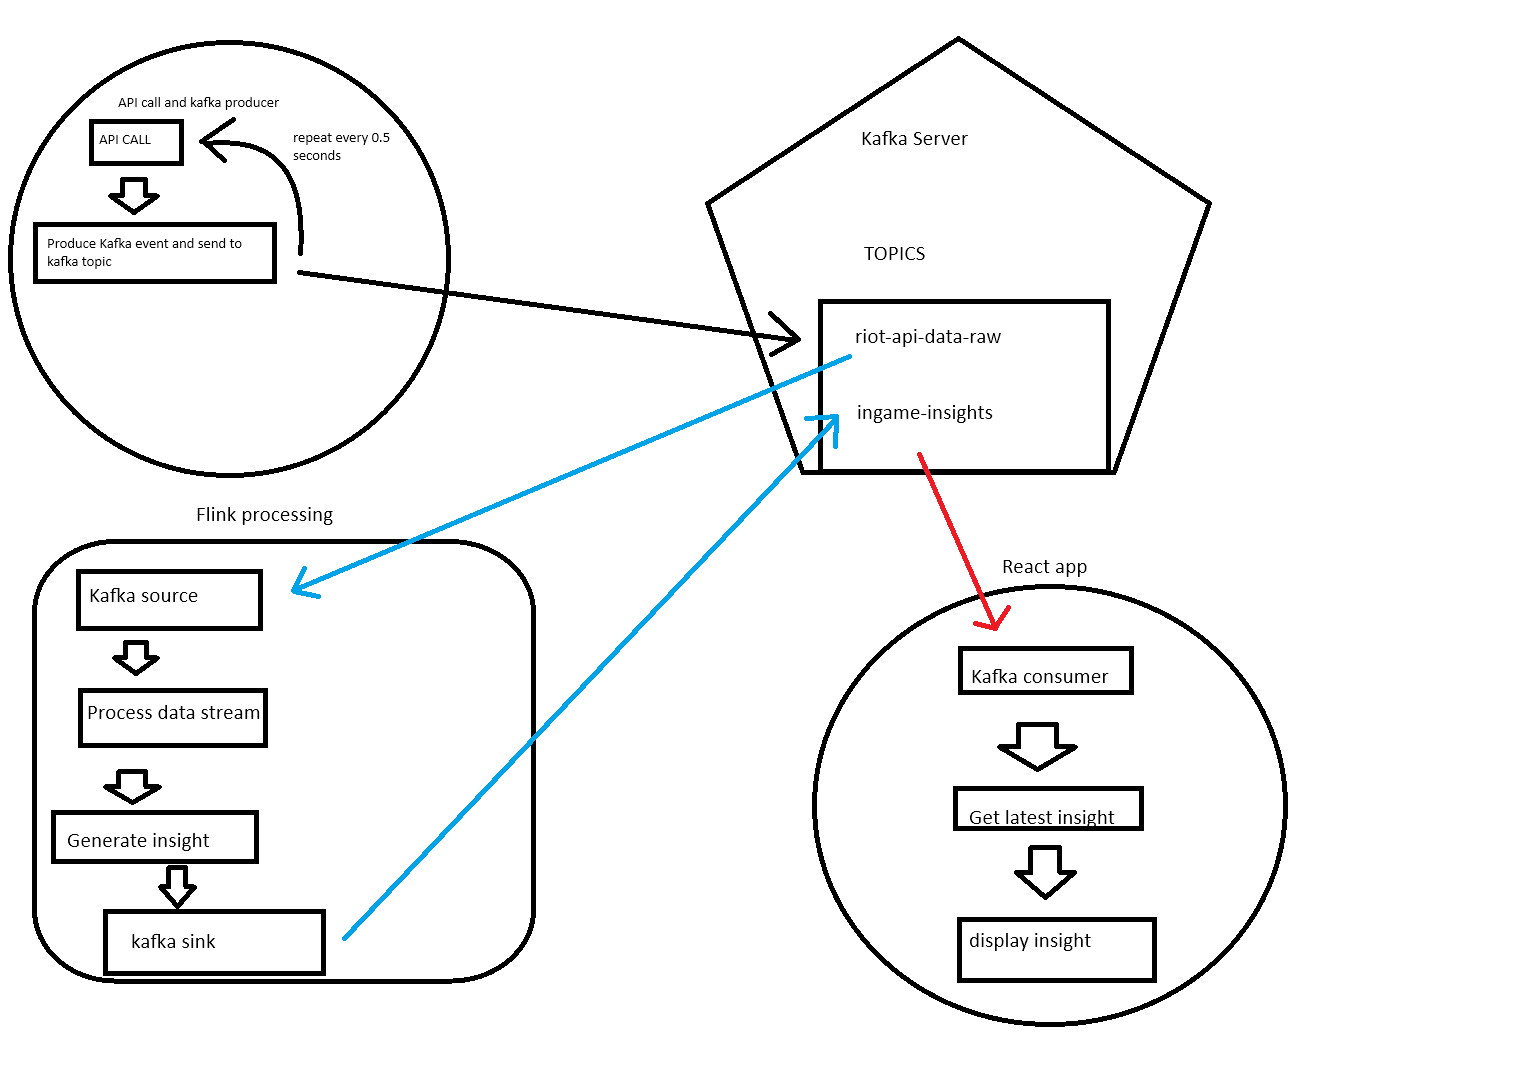 API call and kafka producer
API CALL
repeat every 0.5
seconds
Produce Kafka event and send to
kafka topic
Kafka Server
TOPICS
riot-api-data-raw
ingame-insights
Flink processing
Kafka source
Process data stream
Generate insight
kafka sink
React app
Kafka consumer
Get latest insight
display insight